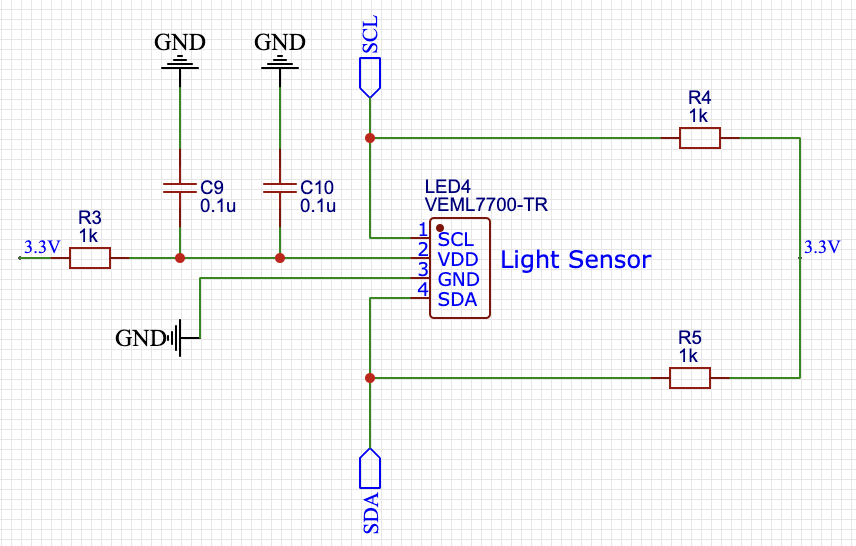 GND
GND
SCL
R4
1k
C9
0.1u
C10
0.1u
LED4
VEML7700-TR
R3
1k
3.3V
1
SCL
2
VDD
3
GND
4
SDA
Light Sensor
3.3V
GND
R5
1k
SDA